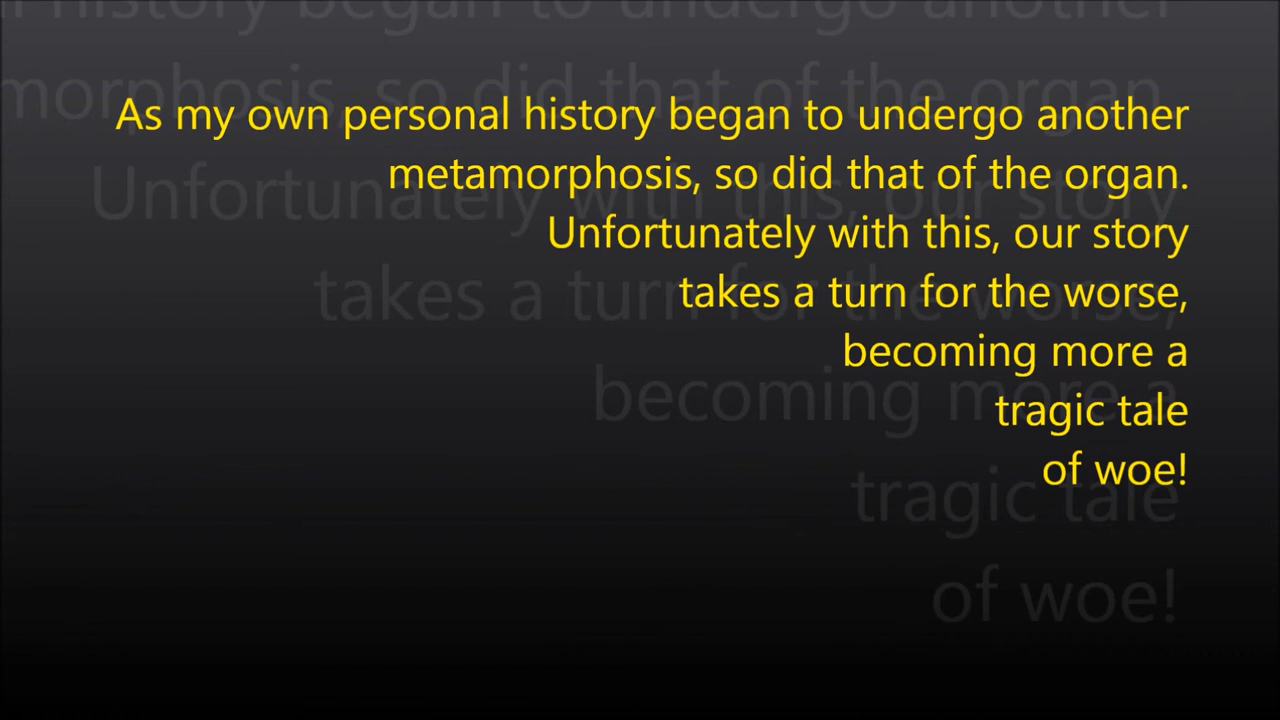 As my own personal history began to undergo another
metamorphosis, so did that of the organ.
Unfortunately with this, our story
takes a turn for the worse,
becoming more a
tragic tale
of woe!